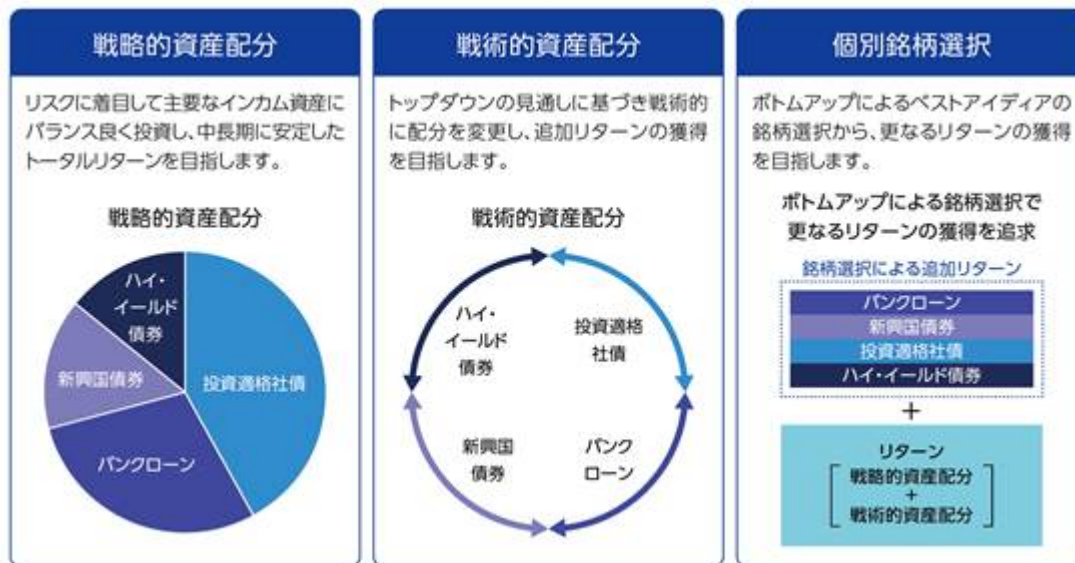 戦略的資産配分
リスクに着目して主要なインカム資産に
バランス良く投資し、中長期に安定した
トータルリターンを目指します。
戦略的資産配分
ハイ・
イールド
債券
新興国債券
投資適格社債
バンクローン
戦術的資産配分
トップダウンの見通しに基づき戦術的
に配分を変更し、追加リターンの獲得
を目指します。
戦術的資産配分
ハイ・
イールド
債券
投資適格
社債
新興国
債券
バンク
ローン
個別銘柄選択
ボトムアップによるベストアイディアの
銘柄選択から、更なるリターンの獲得
を目指します。
ボトムアップによる銘柄選択で
更なるリターンの獲得を追求
銘柄選択による追加リターン
バンクローン
新興国債券
投資適格社債
ハイ・イールド債券
+
リターン
戦略的資産配分
+
戦術的資産配分